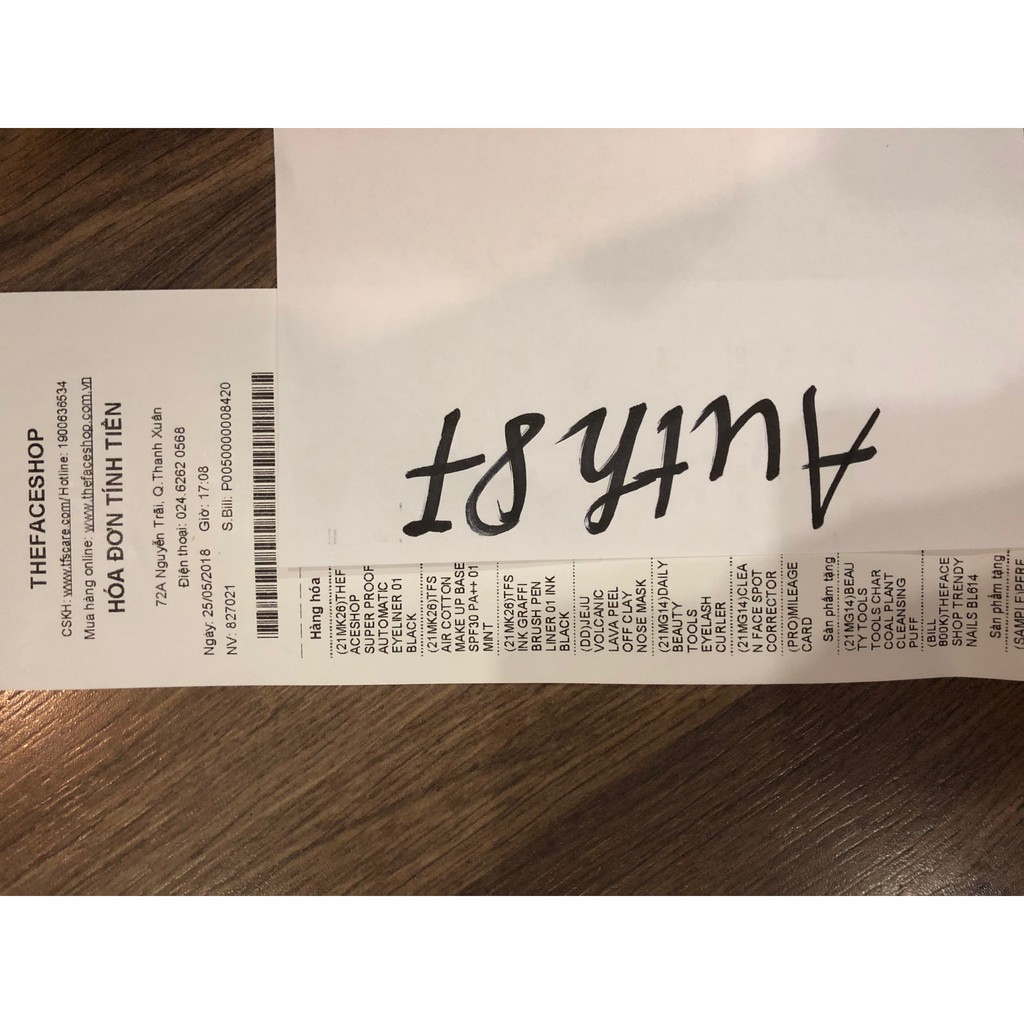 THEFACESHOP
CSKH: www.tfscare.com/Hotline: 1900636534
Mua hàng online: www.thefaceshop.com.vn
HÓA ĐƠN TÍNH TIỀN
72A Nguyễn Trãi, Q.Thanh Xuân
Điện thoại: 024.6262 0568
Ngày: 25/05/2018 Giờ: 17:08
NV: 827021 S.Bill: P00500000008420
Hàng hóa
(21MK26)THEF
ACESHOP
SUPER PROOF
AUTOMATIC
EYELINER 01
BLACK
(21MK26)TFS
AIR COTTON
MAKE UP BASE
SPF30 PA++ 01
MINT
(21MK26)TFS
INK GRAFFI
BRUSH PEN
LINER 01 INK
BLACK
(DD)JEJU
VOLCANIC
LAVA PEEL
OFF CLAY
NOSE MASK
(21MG14)DAILY
BEAUTY
TOOLS
EYELASH
CURLER
(21MG14)CLEA
N FACE SPOT
CORRECTOR
(PRO)MILEAGE
CARD
Sản phẩm tặng
(21MG14)BEAU
TY TOOLS
TOOLS CHAR
COAL PLANT
CLEANSING
PUFF
(BILL
800K)THEFACE
SHOP TRENDY
NAILS BL614
Sản phẩm tặng
Auth8t